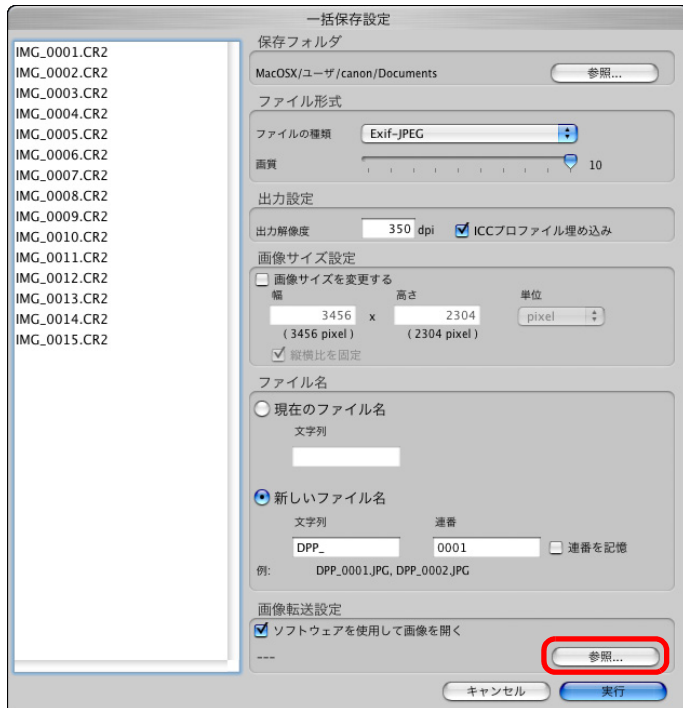 一括保存設定
IMG_0001.CR2
IMG_0002.CR2
IMG_0003.CR2
IMG_0004.CR2
IMG_0005.CR2
IMG_0006.CR2
IMG_0007.CR2
IMG_0008.CR2
IMG_0009.CR2
IMG_0010.CR2
IMG_0011.CR2
IMG_0012.CR2
IMG_0013.CR2
IMG_0014.CR2
IMG_0015.CR2
保存フォルダ
MacOSX/ユーザ/canon/Documents 参照...
ファイル形式
ファイルの種類 Exif-JPEG
画質 10
出力設定
出力解像度 350 dpi ICCプロファイル埋め込み
画像サイズ設定
画像サイズを変更する
幅 高さ 単位
3456 x 2304 pixel
(3456 pixel) (2304 pixel)
縦横比を固定
ファイル名
現在のファイル名
文字列
新しいファイル名
文字列 連番
DPP_ 0001 連番を記憶
例: DPP_0001.JPG, DPP_0002.JPG
画像転送設定
ソフトウェアを使用して画像を開く
--- 参照...
キャンセル 実行